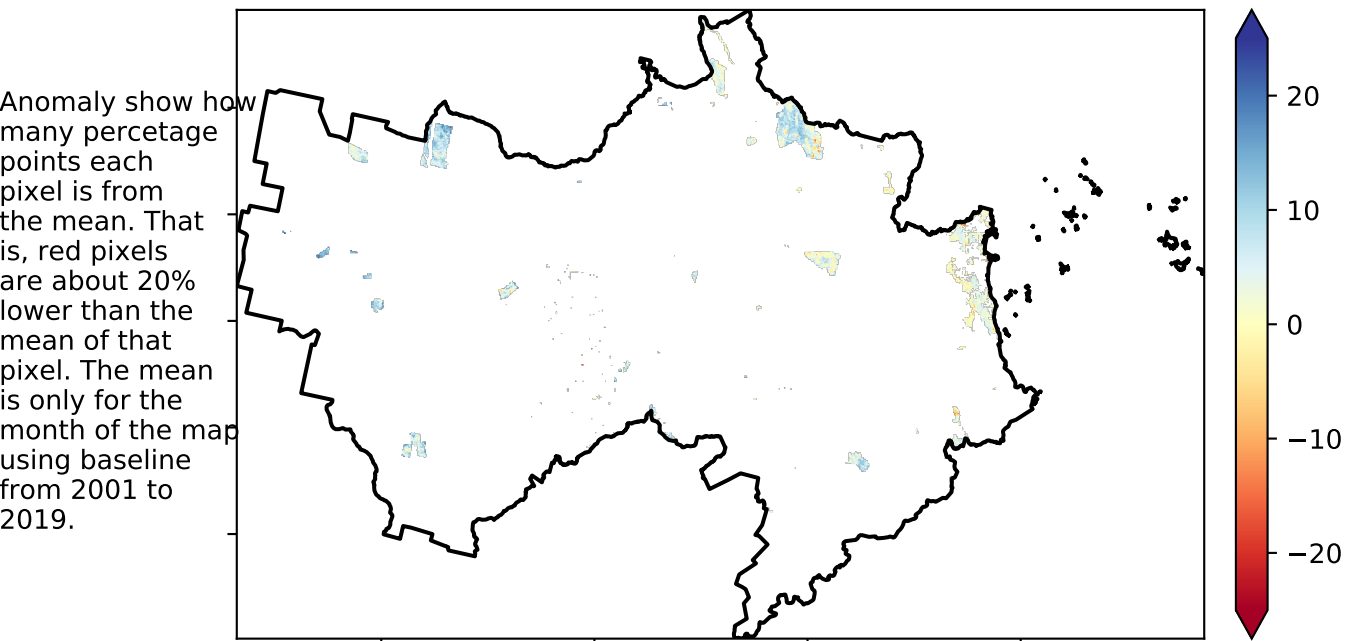 Anomaly show how
many percetage
points each
pixel is from
the mean. That
is, red pixels
are about 20%
lower than the
mean of that
pixel. The mean
is only for the
month of the map
using baseline
from 2001 to
2019.
20
10
0
−10
−20